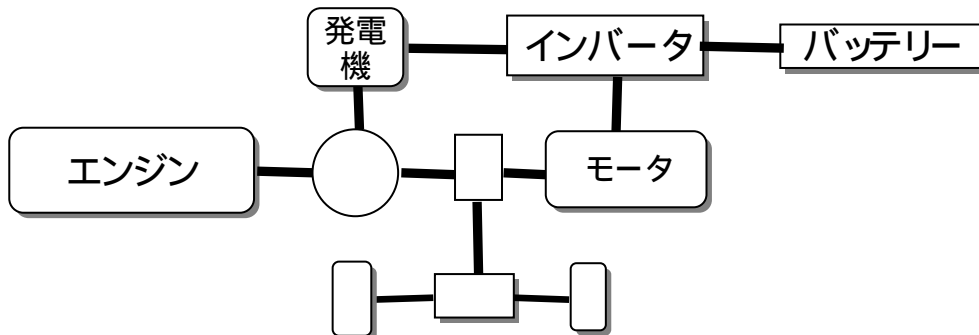 発電
機
インバータ
バッテリー
エンジン
モータ